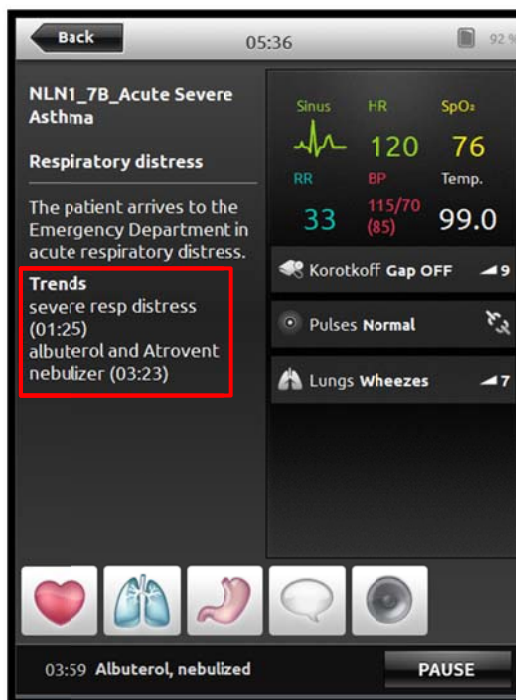 Back
05:36
92 %
NLN1_7B_Acute Severe
Asthma
Respiratory distress
The patient arrives to the
Emergency Department in
acute respiratory distress.
Trends
severe resp distress
(01:25)
albuterol and Atrovent
nebulizer (03:23)
Sinus HR SpO₂
120 76
RR BP Temp.
33 115/70 (85) 99.0
Korotkoff Gap OFF 9
Pulses Normal
Lungs Wheezes 7
03:59 Albuterol, nebulized
PAUSE